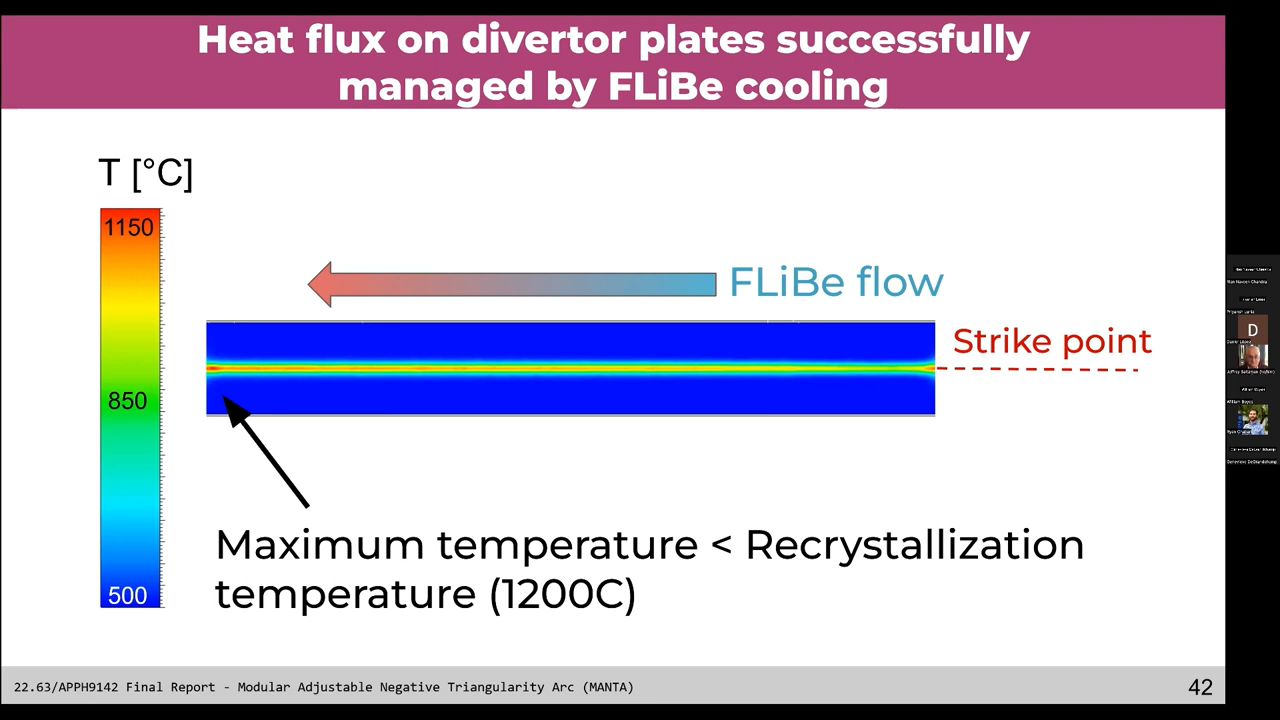 Heat flux on divertor plates successfully
managed by FLiBe cooling
T [°C]
1150
850
500
FLiBe flow
Strike point
Maximum temperature < Recrystallization
temperature (1200C)
22.63/APPH9142 Final Report - Modular Adjustable Negative Triangularity Arc (MANTA)
42
D